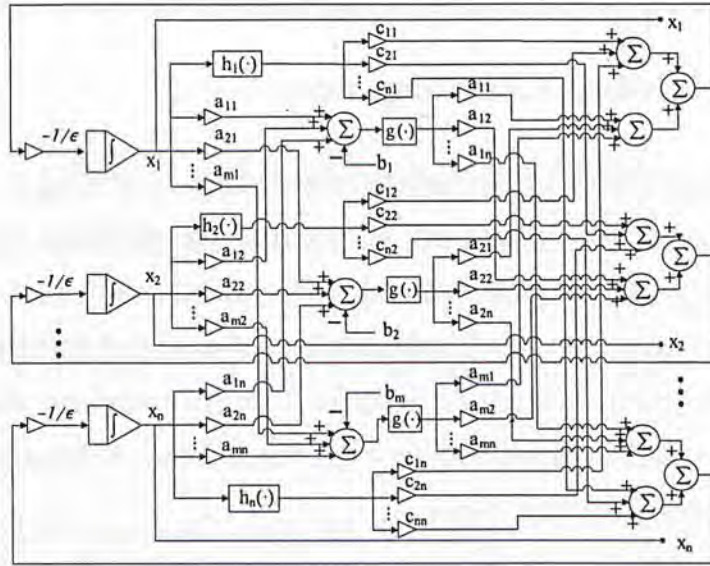 c11
x1
h1(·)
c21
cn1
a11
a11
-1/ϵ
∫
x1
a21
∑
g(·)
a12
∑
∑
∑
am1
b1
a1n
c12
h2(·)
c22
cn2
a12
a21
∑
∑
∑
-1/ϵ
∫
x2
a22
∑
g(·)
a22
am2
b2
a2n
x2
a1n
bm
am1
-1/ϵ
∫
xn
a2n
∑
g(·)
am2
amn
amn
∑
∑
∑
c1n
hn(·)
c2n
cnn
xn